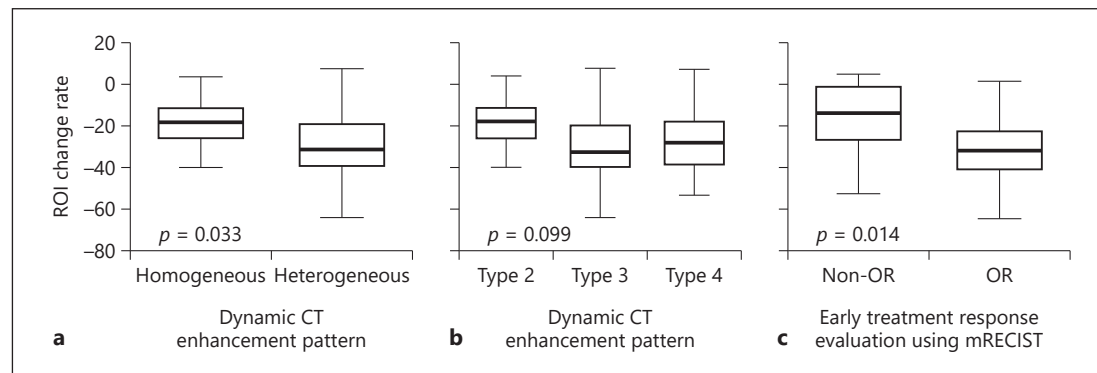 ROI change rate
20
0
–20
–40
–60
–80
p = 0.033
Homogeneous Heterogeneous
Dynamic CT
enhancement pattern
a
p = 0.099
Type 2 Type 3 Type 4
Dynamic CT
enhancement pattern
b
p = 0.014
Non-OR OR
Early treatment response
evaluation using mRECIST
c